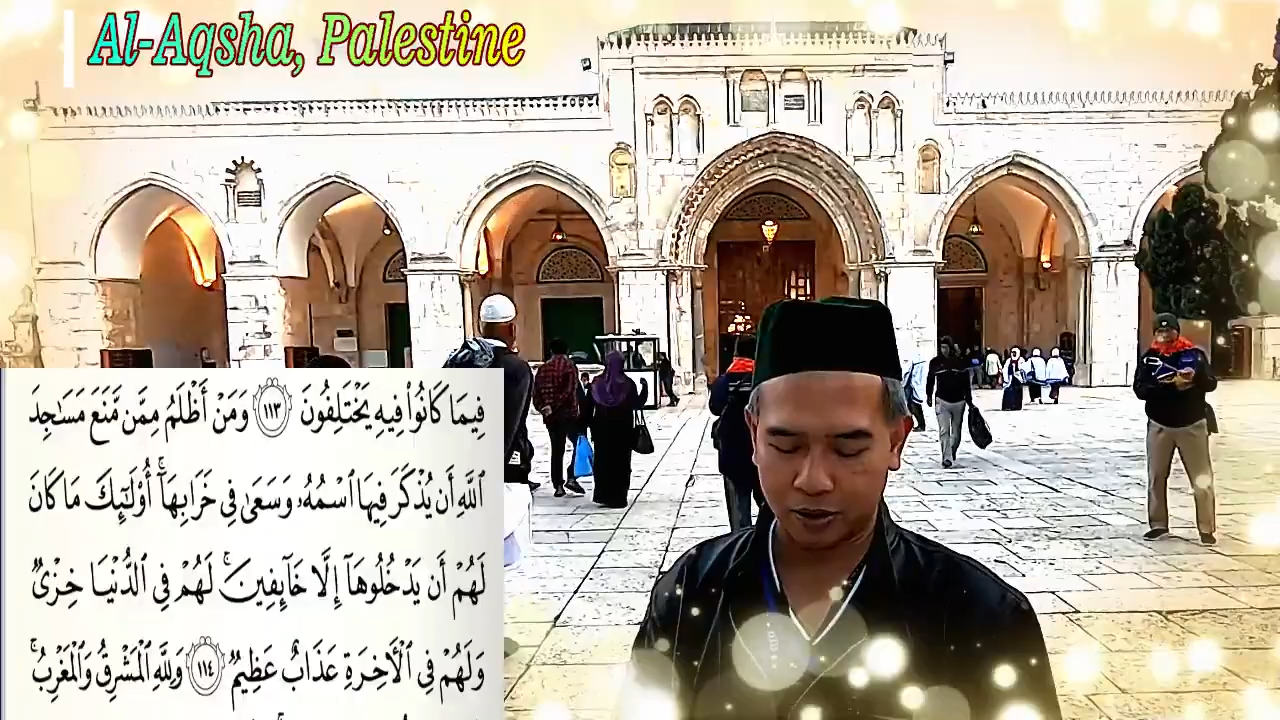 Al-Aqsha, Palestine
فِيمَا كَانُوا۟ فِيهِ يَخْتَلِفُونَ ١١٣ وَمَنْ أَظْلَمُ مِمَّن مَّنَعَ مَسَٰجِدَ
ٱللَّهِ أَن يُذْكَرَ فِيهَا ٱسْمُهُۥ وَسَعَىٰ فِى خَرَابِهَآ ۚ أُو۟لَٰٓئِكَ مَا كَانَ
لَهُمْ أَن يَدْخُلُوهَآ إِلَّا خَآئِفِينَ ۚ لَهُمْ فِى ٱلدُّنْيَا خِزْىٌ
وَلَهُمْ فِى ٱلْأَخِرَةِ عَذَابٌ عَظِيمٌ ١١٤ وَلِلَّهِ ٱلْمَشْرِقُ وَٱلْمَغْرِبُ ۚ